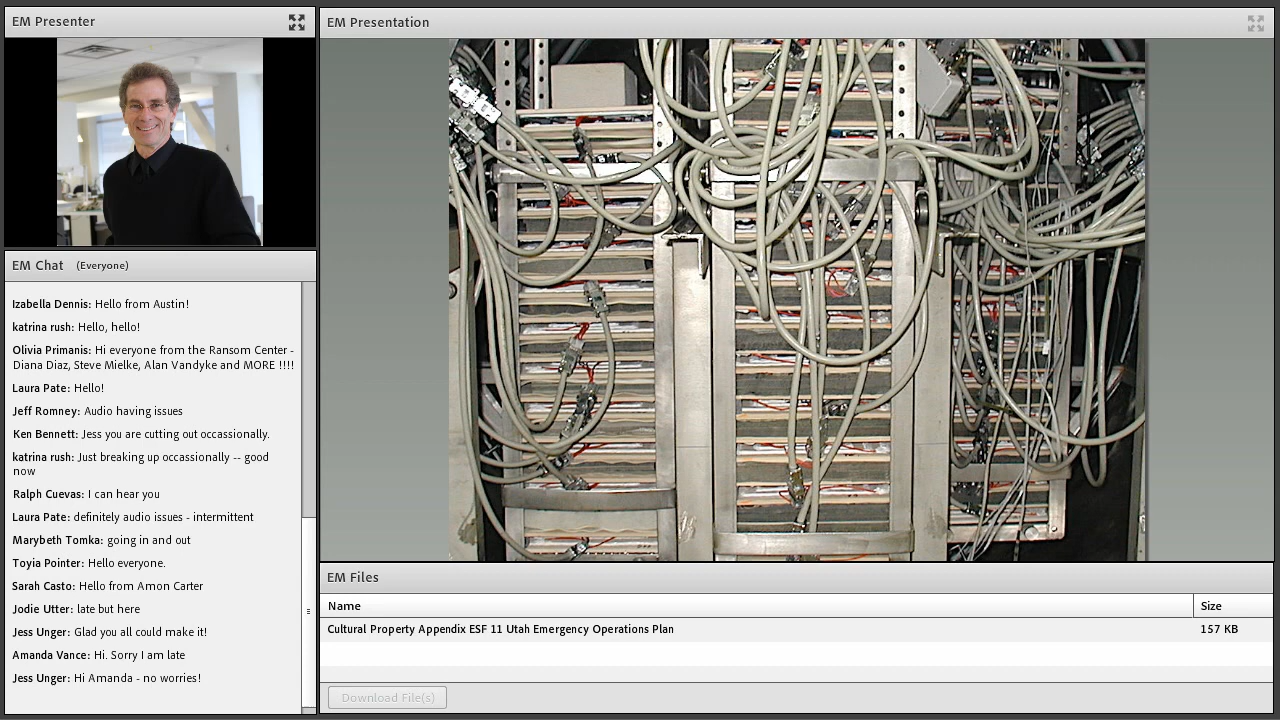 EM Presenter
EM Presentation
EM Chat (Everyone)
Izabella Dennis: Hello from Austin!
katrina rush: Hello, hello!
Olivia Primanis: Hi everyone from the Ransom Center -
Diana Diaz, Steve Mielke, Alan Vandyke and MORE !!!!
Laura Pate: Hello!
Jeff Romney: Audio having issues
Ken Bennett: Jess you are cutting out occassionally.
katrina rush: Just breaking up occassionally -- good
now
Ralph Cuevas: I can hear you
Laura Pate: definitely audio issues - intermittent
Marybeth Tomka: going in and out
Toyia Pointer: Hello everyone.
Sarah Casto: Hello from Amon Carter
Jodie Utter: late but here
Jess Unger: Glad you all could make it!
Amanda Vance: Hi. Sorry I am late
Jess Unger: Hi Amanda - no worries!
EM Files
Name Size
Cultural Property Appendix ESF 11 Utah Emergency Operations Plan 157 KB
Download File(s)